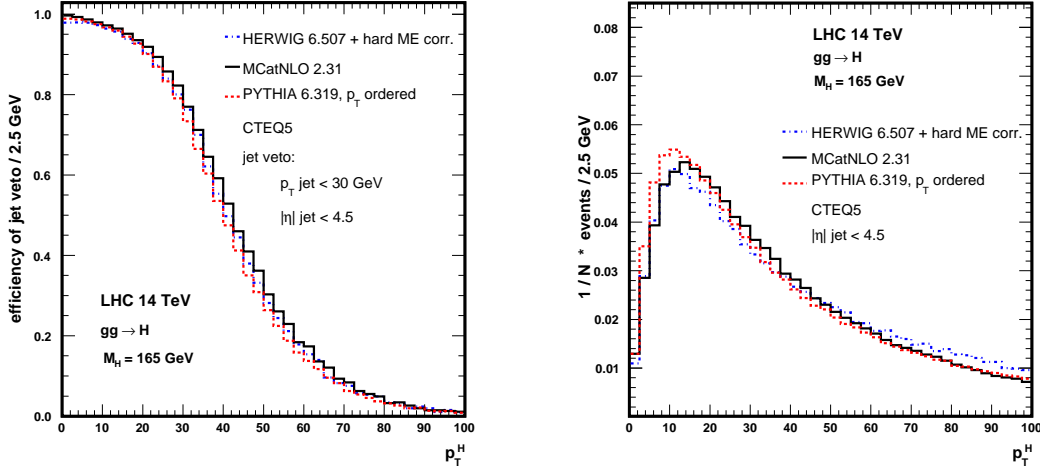 efficiency of jet veto / 2.5 GeV
1.0
0.8
0.6
0.4
0.2
0.0
HERWIG 6.507 + hard ME corr.
MCatNLO 2.31
PYTHIA 6.319, p_T ordered
CTEQ5
jet veto:
p_T jet < 30 GeV
|η| jet < 4.5
LHC 14 TeV
gg → H
M_H = 165 GeV
0 10 20 30 40 50 60 70 80 90 100
p_T^H
1 / N * events / 2.5 GeV
0.08
0.07
0.06
0.05
0.04
0.03
0.02
0.01
LHC 14 TeV
gg → H
M_H = 165 GeV
HERWIG 6.507 + hard ME corr.
MCatNLO 2.31
PYTHIA 6.319, p_T ordered
CTEQ5
|η| jet < 4.5
0 10 20 30 40 50 60 70 80 90 100
p_T^H